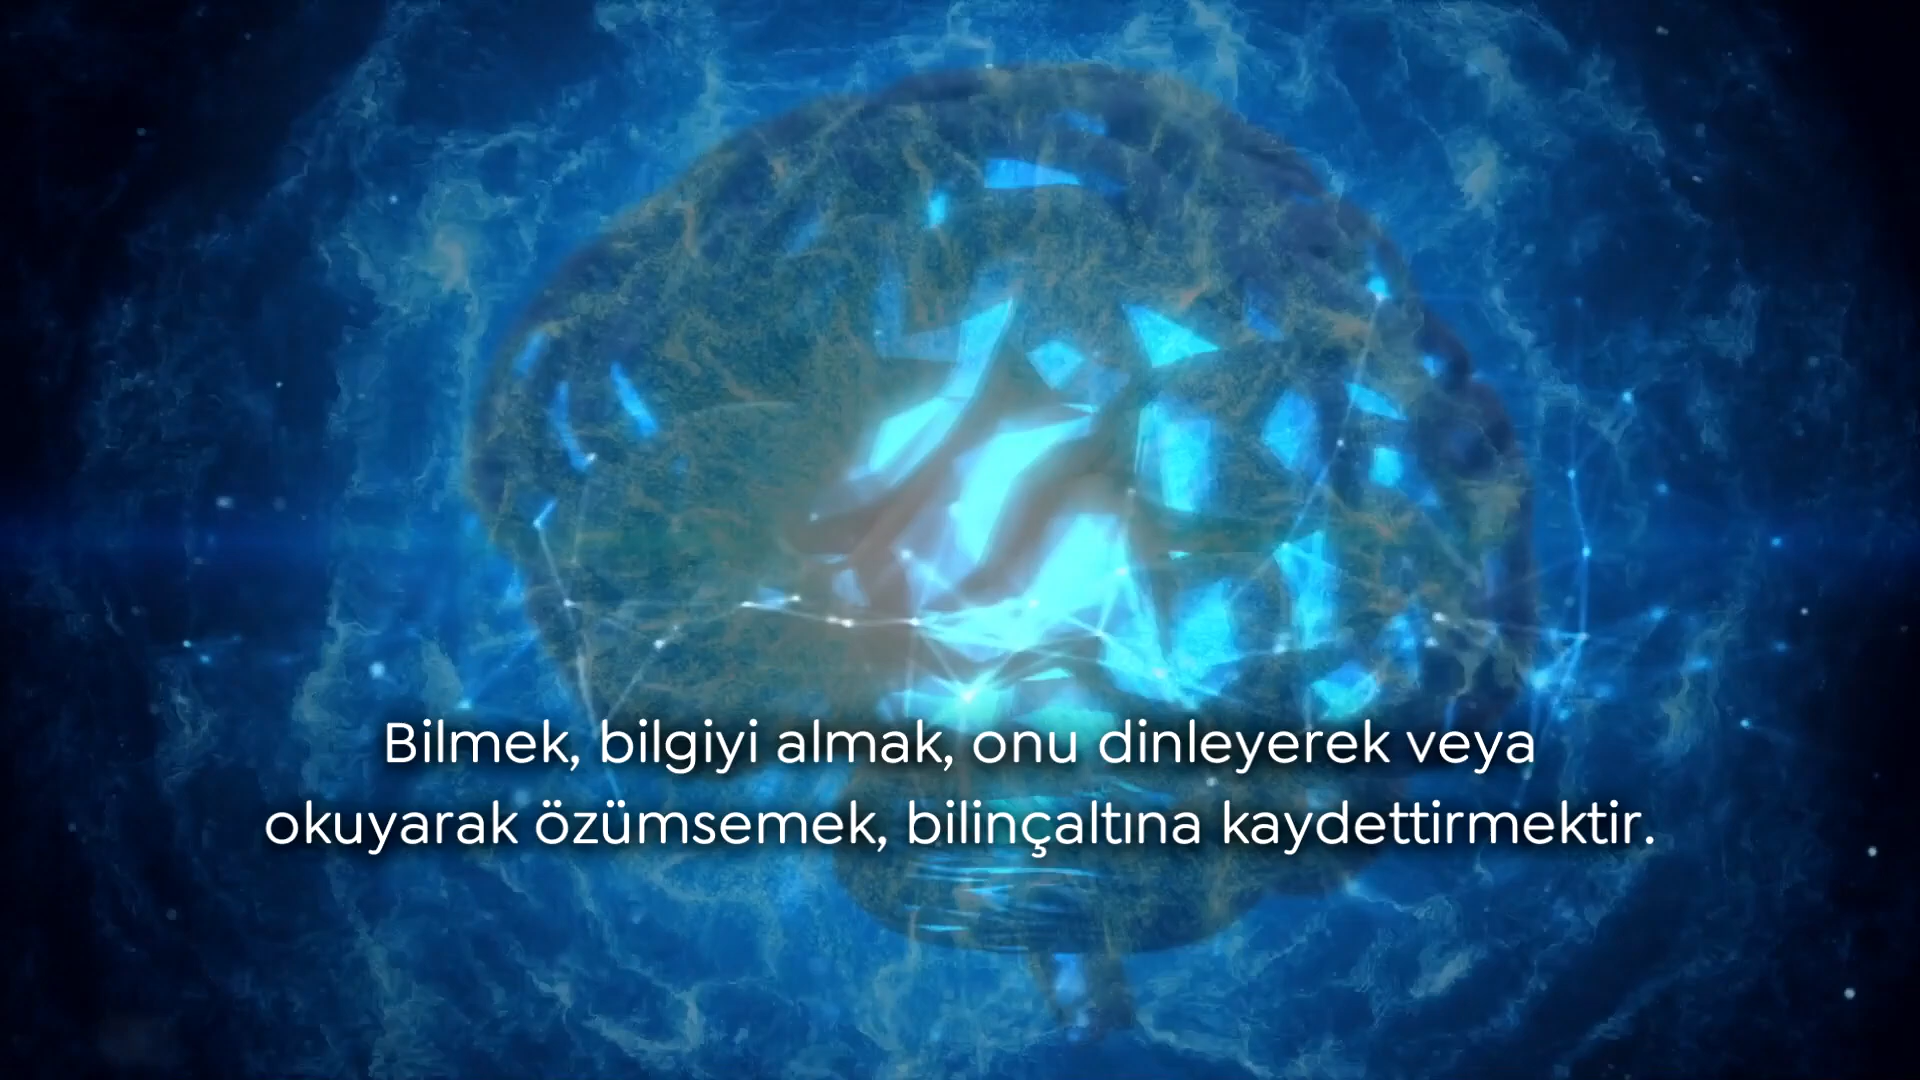 Bilmek, bilgiyi almak, onu dinleyerek veya
okuyarak özümsemek, bilinçaltına kaydettirmektir.